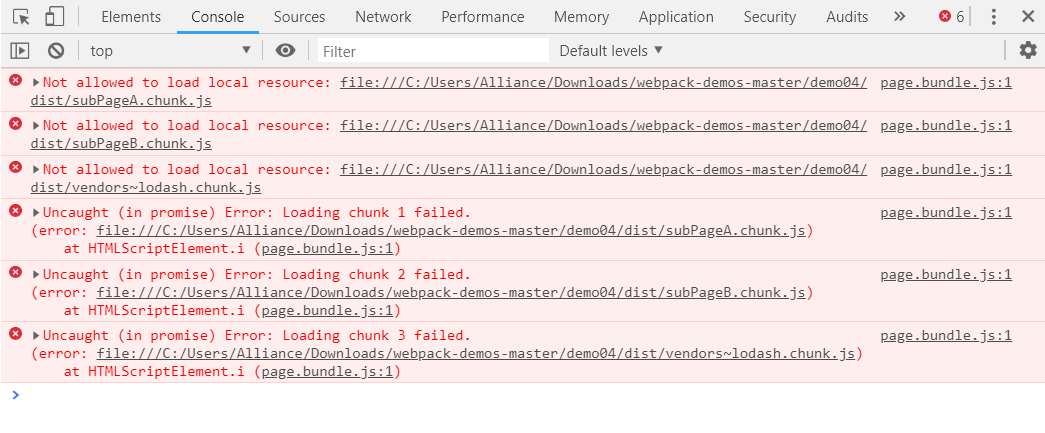 Elements Console Sources Network Performance Memory Application Security Audits » 6
top ▼ Filter Default levels ▼
Not allowed to load local resource: file:///C:/Users/Alliance/Downloads/webpack-demos-master/demo04/ page.bundle.js:1
dist/subPageA.chunk.js
Not allowed to load local resource: file:///C:/Users/Alliance/Downloads/webpack-demos-master/demo04/ page.bundle.js:1
dist/subPageB.chunk.js
Not allowed to load local resource: file:///C:/Users/Alliance/Downloads/webpack-demos-master/demo04/ page.bundle.js:1
dist/vendors~lodash.chunk.js
Uncaught (in promise) Error: Loading chunk 1 failed. page.bundle.js:1
(error: file:///C:/Users/Alliance/Downloads/webpack-demos-master/demo04/dist/subPageA.chunk.js)
at HTMLScriptElement.i (page.bundle.js:1)
Uncaught (in promise) Error: Loading chunk 2 failed. page.bundle.js:1
(error: file:///C:/Users/Alliance/Downloads/webpack-demos-master/demo04/dist/subPageB.chunk.js)
at HTMLScriptElement.i (page.bundle.js:1)
Uncaught (in promise) Error: Loading chunk 3 failed. page.bundle.js:1
(error: file:///C:/Users/Alliance/Downloads/webpack-demos-master/demo04/dist/vendors~lodash.chunk.js)
at HTMLScriptElement.i (page.bundle.js:1)